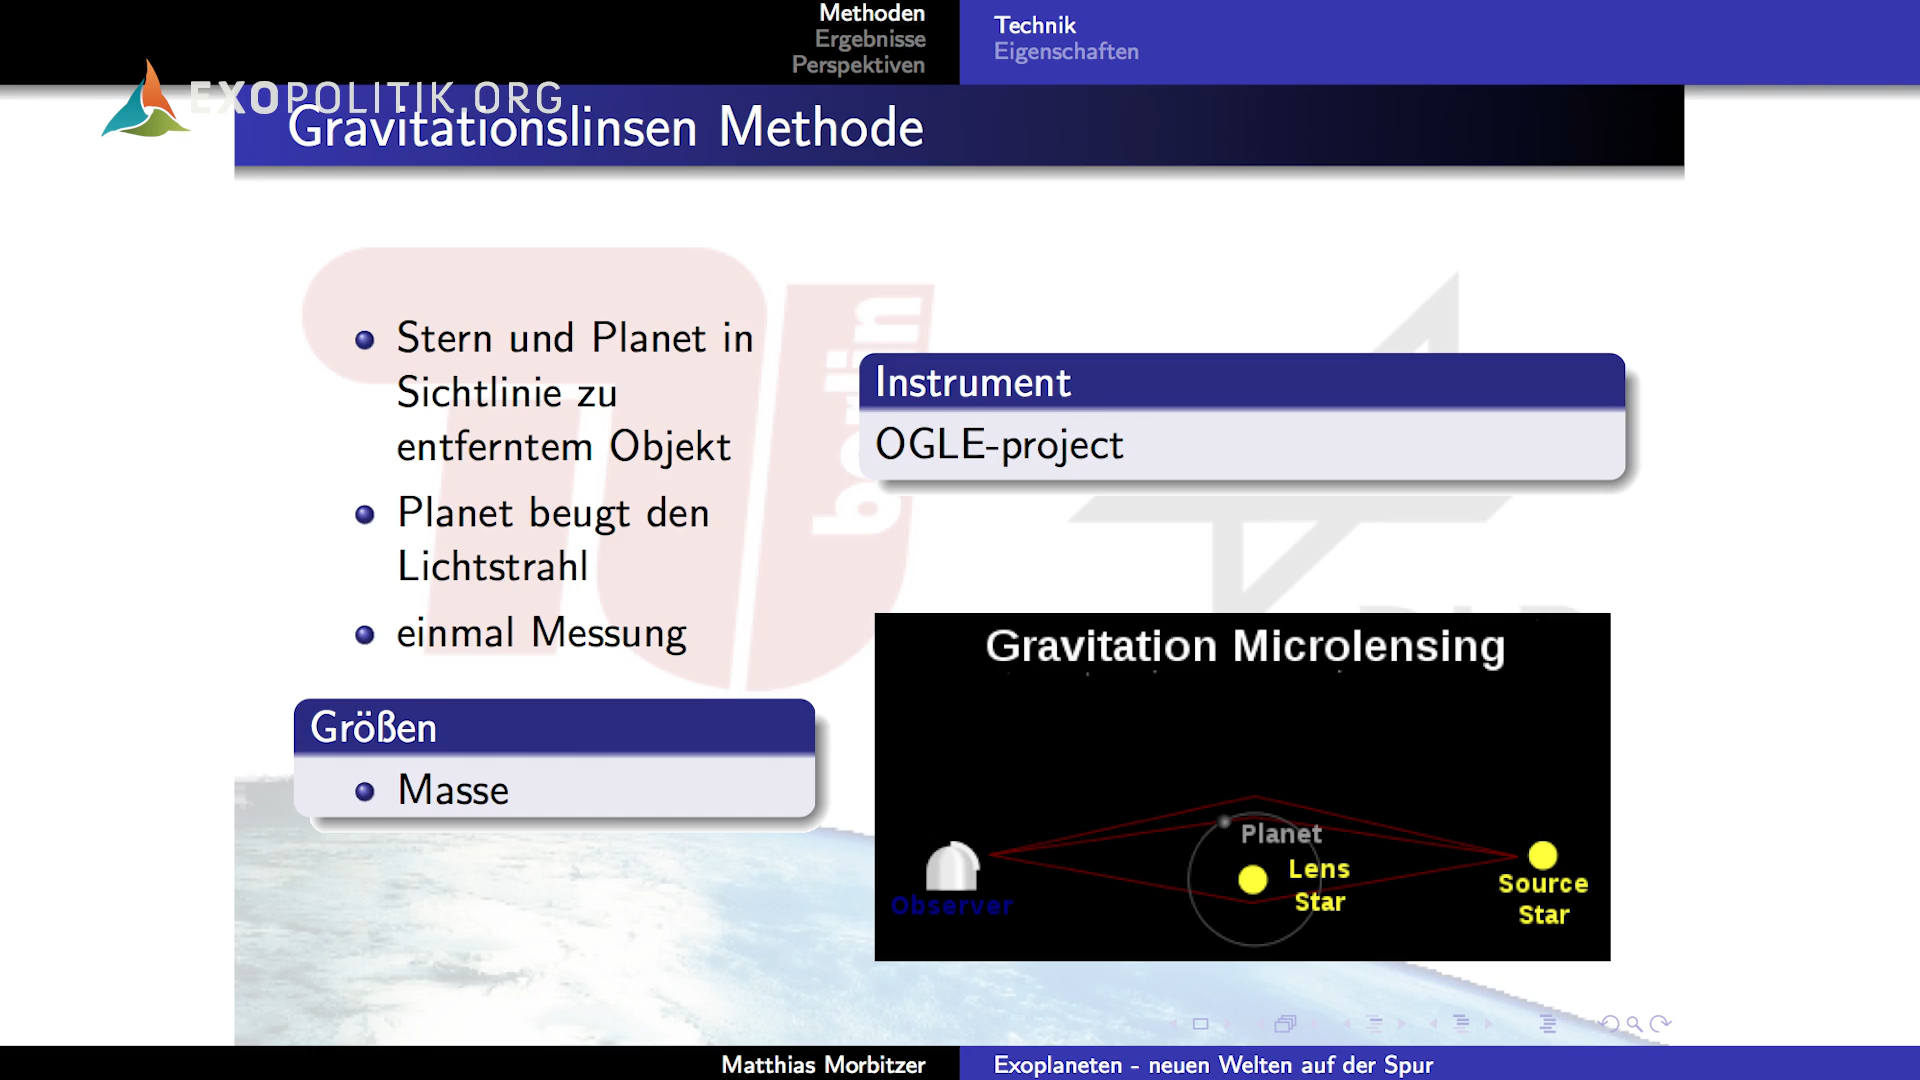 Methoden
Ergebnisse
Perspektiven
Technik
Eigenschaften
EXOPOLITIK.ORG
Gravitationslinsen Methode
Stern und Planet in
Sichtlinie zu
entferntem Objekt
Planet beugt den
Lichtstrahl
einmal Messung
Größen
Masse
Instrument
OGLE-project
berlin
Gravitation Microlensing
Planet
Lens
Star
Observer
Source
Star
Matthias Morbitzer
Exoplaneten - neuen Welten auf der Spur